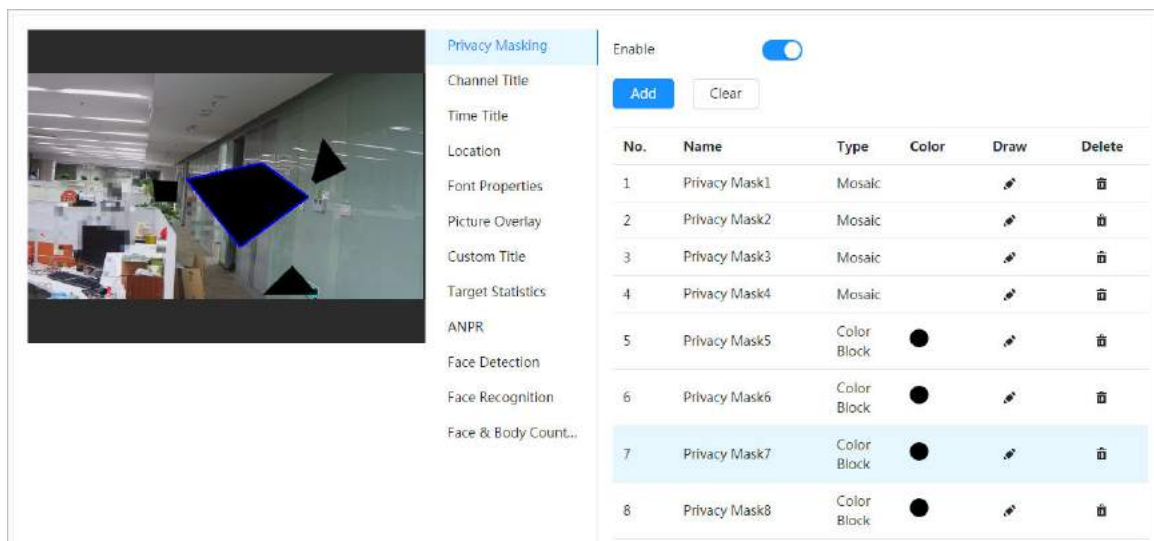 Privacy Masking
Channel Title
Time Title
Location
Font Properties
Picture Overlay
Custom Title
Target Statistics
ANPR
Face Detection
Face Recognition
Face & Body Count...
Enable
Add Clear
No. Name Type Color Draw Delete
1 Privacy Mask1 Mosaic
2 Privacy Mask2 Mosaic
3 Privacy Mask3 Mosaic
4 Privacy Mask4 Mosaic
5 Privacy Mask5 Color Block
6 Privacy Mask6 Color Block
7 Privacy Mask7 Color Block
8 Privacy Mask8 Color Block